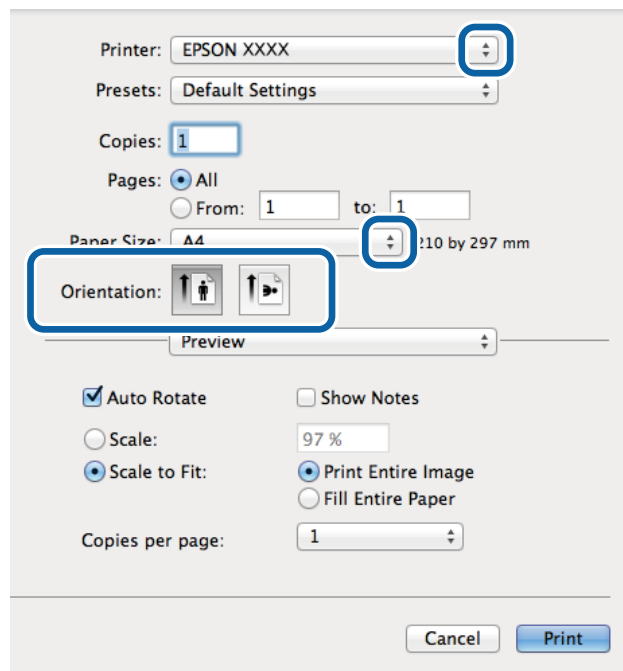 Printer: EPSON XXXX
Presets: Default Settings
Copies: 1
Pages: All
From: 1 to: 1
Paper Size: A4 210 by 297 mm
Orientation:
Preview
Auto Rotate Show Notes
Scale: 97 %
Scale to Fit: Print Entire Image
Fill Entire Paper
Copies per page: 1
Cancel Print